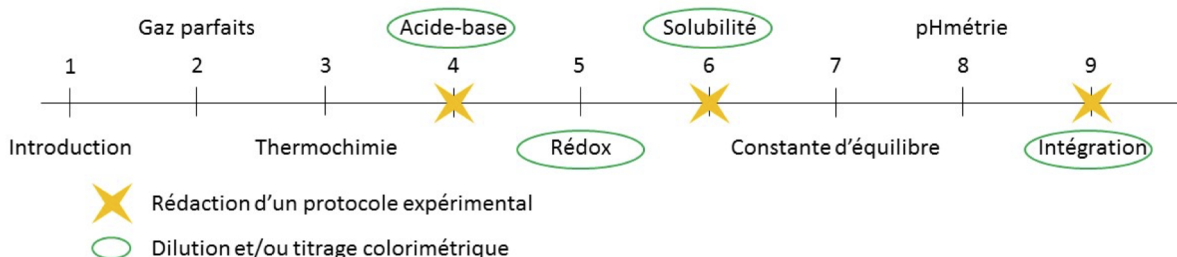 Gaz parfaits Acide-base Solubilité pHmétrie
1 2 3 4 5 6 7 8 9
Introduction Thermochimie Rédox Constante d'équilibre Intégration
Rédaction d'un protocole expérimental
Dilution et/ou titrage colorimétrique